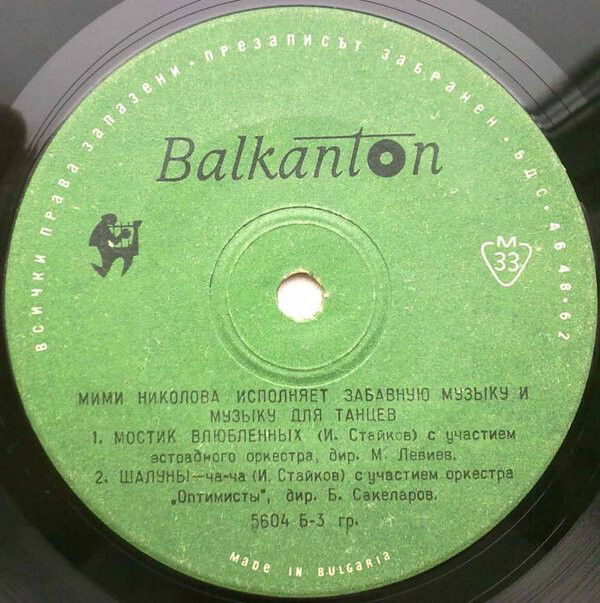 ВСИЧКИ ПРАВА ЗАПАЗЕНИ · ПРЕЗАПИСЪТ ЗАБРАНЕН · БДС · 4648-62
Balkanton
М
33
МИМИ НИКОЛОВА ИСПОЛНЯЕТ ЗАБАВНУЮ МУЗЫКУ И
МУЗЫКУ ДЛЯ ТАНЦЕВ
1. МОСТИК ВЛЮБЛЕННЫХ (И. Стайков) с участием
эстрадного оркестра, дир. М. Левиев.
2. ШАЛУНЫ—ча-ча (И. Стайков) с участием оркестра
„Оптимисты", дир. Б. Сакеларов.
5604 Б-3 гр.
MADE IN BULGARIA